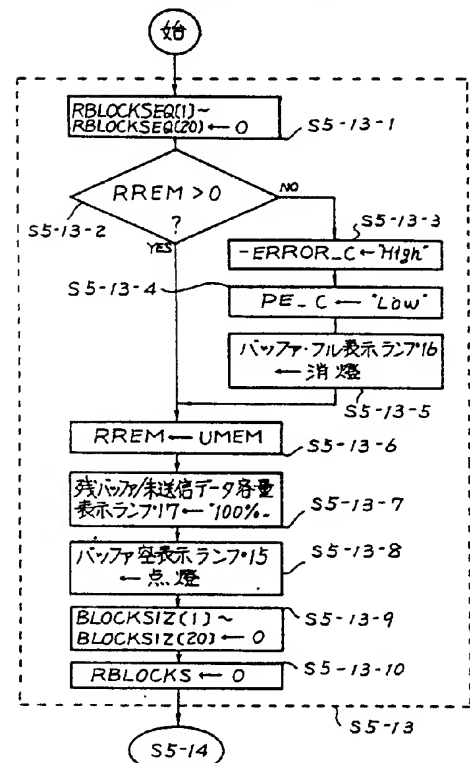 始
RBLOCKSEQ(1)~
RBLOCKSEQ(20) ← 0
S5-13-1
RREM > 0
?
NO
YES
S5-13-2
S5-13-3
-ERROR_C ← "High"
S5-13-4
PE_C ← "Low"
バッファ・フル表示ランプ16
← 消燈
S5-13-5
RREM ← UMEM
S5-13-6
残バッファ/未送信データ容量
表示ランプ17 ← "100%"
S5-13-7
バッファ空表示ランプ15
← 点燈
S5-13-8
BLOCKSIZ(1)~
BLOCKSIZ(20) ← 0
S5-13-9
RBLOCKS ← 0
S5-13-10
S5-13
S5-14